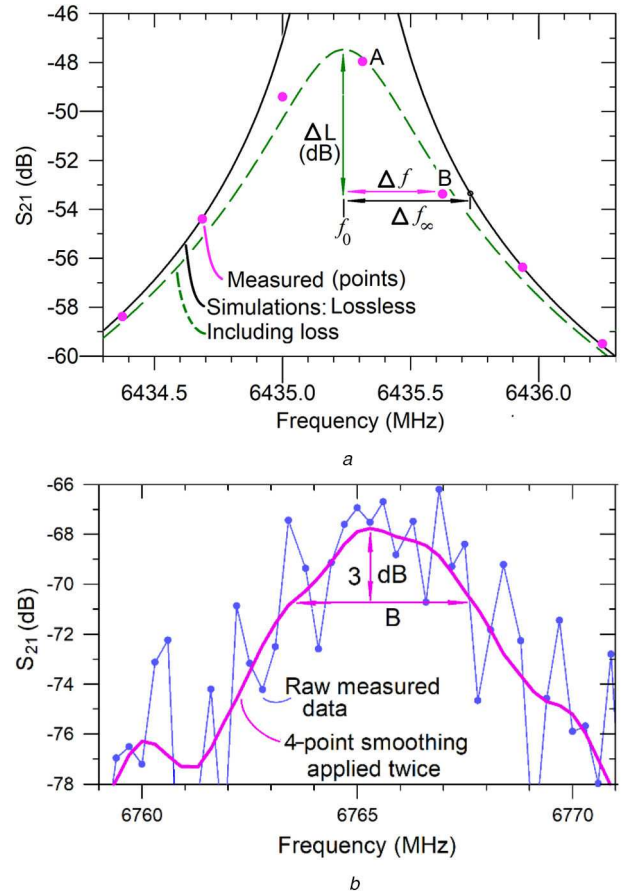 -46
-48
-50
-52
-54
-56
-58
-60
S21 (dB)
A
ΔL
(dB)
Δf
B
Δf∞
f0
Measured (points)
Simulations: Lossless
Including loss
6434.5
6435.0
6435.5
6436.0
Frequency (MHz)
a
-66
-68
-70
-72
-74
-76
-78
S21 (dB)
3 dB
B
Raw measured
data
4-point smoothing
applied twice
6760
6765
6770
Frequency (MHz)
b